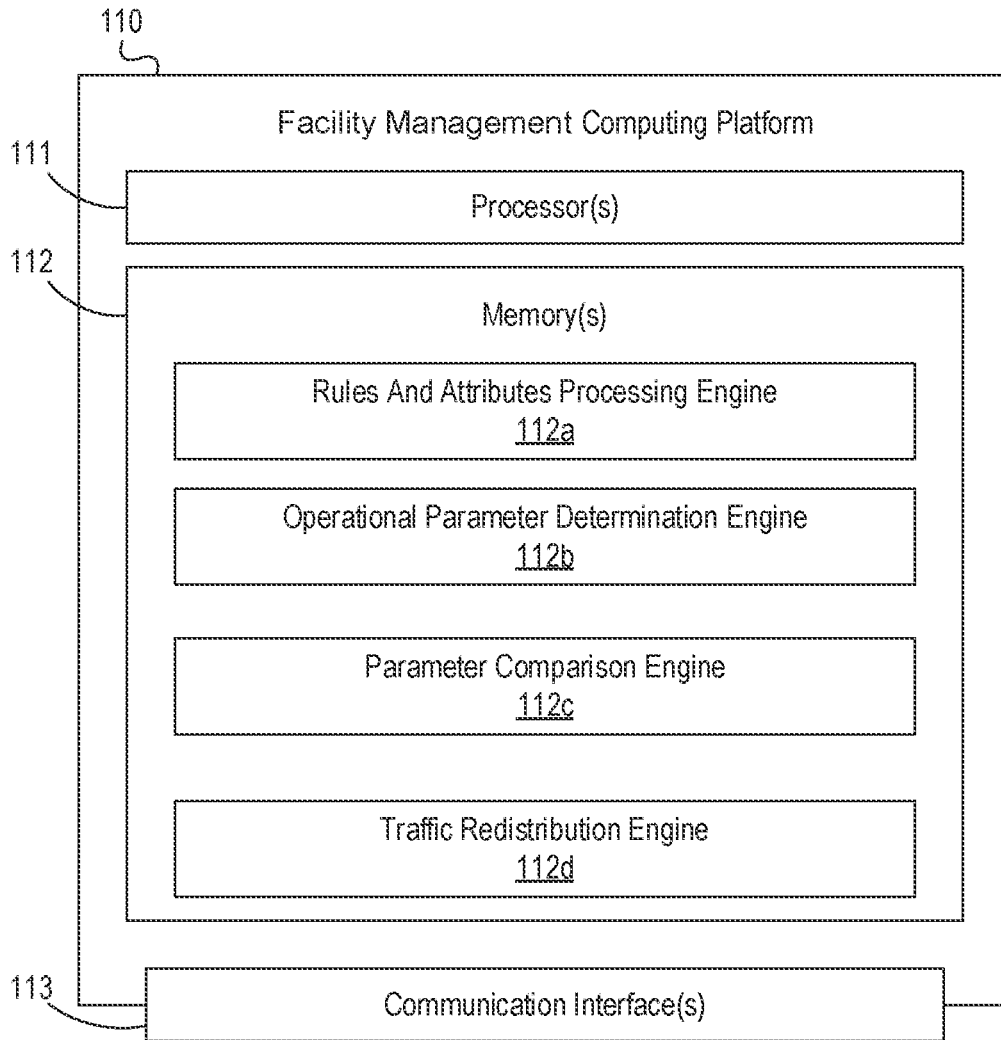 110
Facility Management Computing Platform
111
Processor(s)
112
Memory(s)
Rules And Attributes Processing Engine
112a
Operational Parameter Determination Engine
112b
Parameter Comparison Engine
112c
Traffic Redistribution Engine
112d
113
Communication Interface(s)